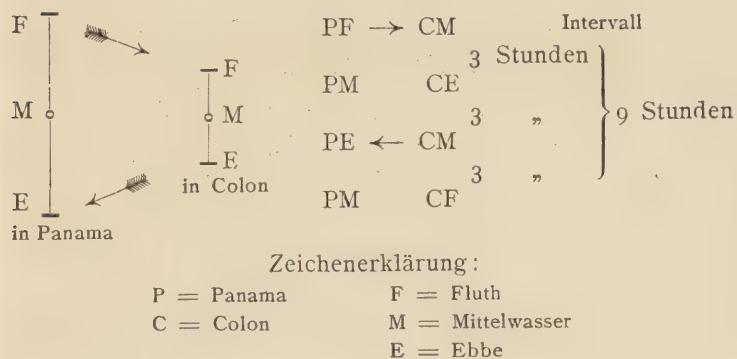 F
F
M
M
E
E
in Colon
in Panama
Intervall
PF → CM
3 Stunden
PM CE
3 „
9 Stunden
PE ← CM
3 „
PM CF
Zeichenerklärung:
P = Panama F = Fluth
C = Colon M = Mittelwasser
E = Ebbe